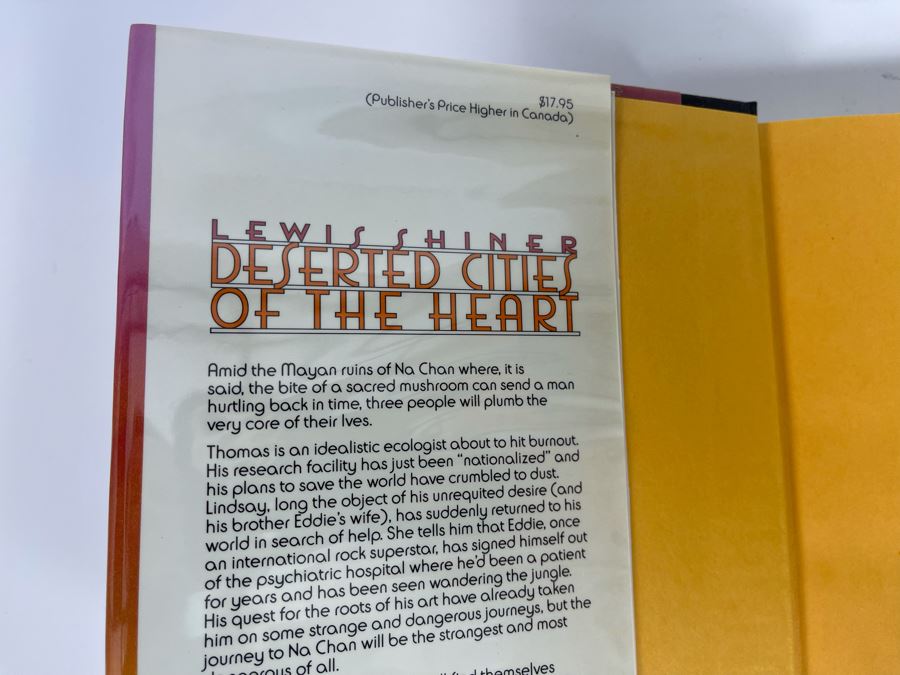 $17.95
(Publisher's Price Higher in Canada)
LEWIS SHINER
DESERTED CITIES
OF THE HEART
Amid the Mayan ruins of Na Chan where, it is
said, the bite of a sacred mushroom can send a man
hurtling back in time, three people will plumb the
very core of their lves.
Thomas is an idealistic ecologist about to hit burnout.
His research facility has just been "nationalized" and
his plans to save the world have crumbled to dust.
Lindsay, long the object of his unrequited desire (and
his brother Eddie's wife), has suddenly returned to his
world in search of help. She tells him that Eddie, once
an international rock superstar, has signed himself out
of the psychiatric hospital where he'd been a patient
for years and has been seen wandering the jungle.
His quest for the roots of his art have already taken
him on some strange and dangerous journeys, but the
journey to Na Chan will be the strangest and most
dangerous of all.
find themselves